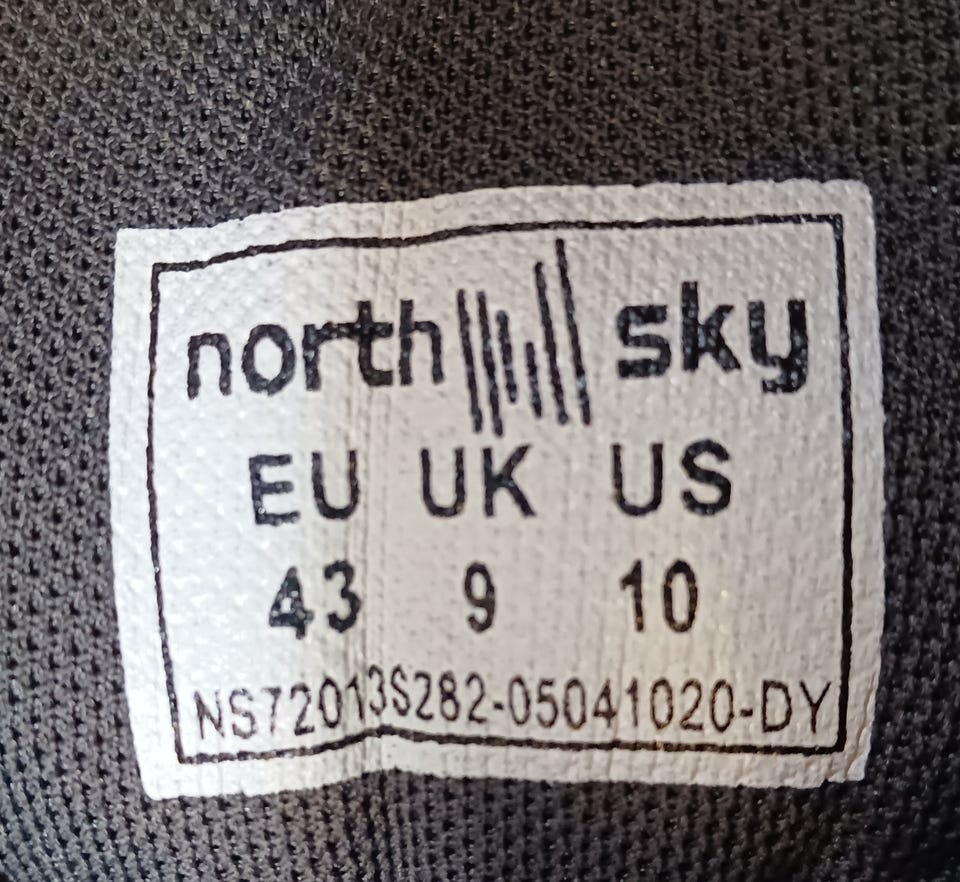 north sky
EU UK US
43 9 10
NS72013S282-05041020-DY